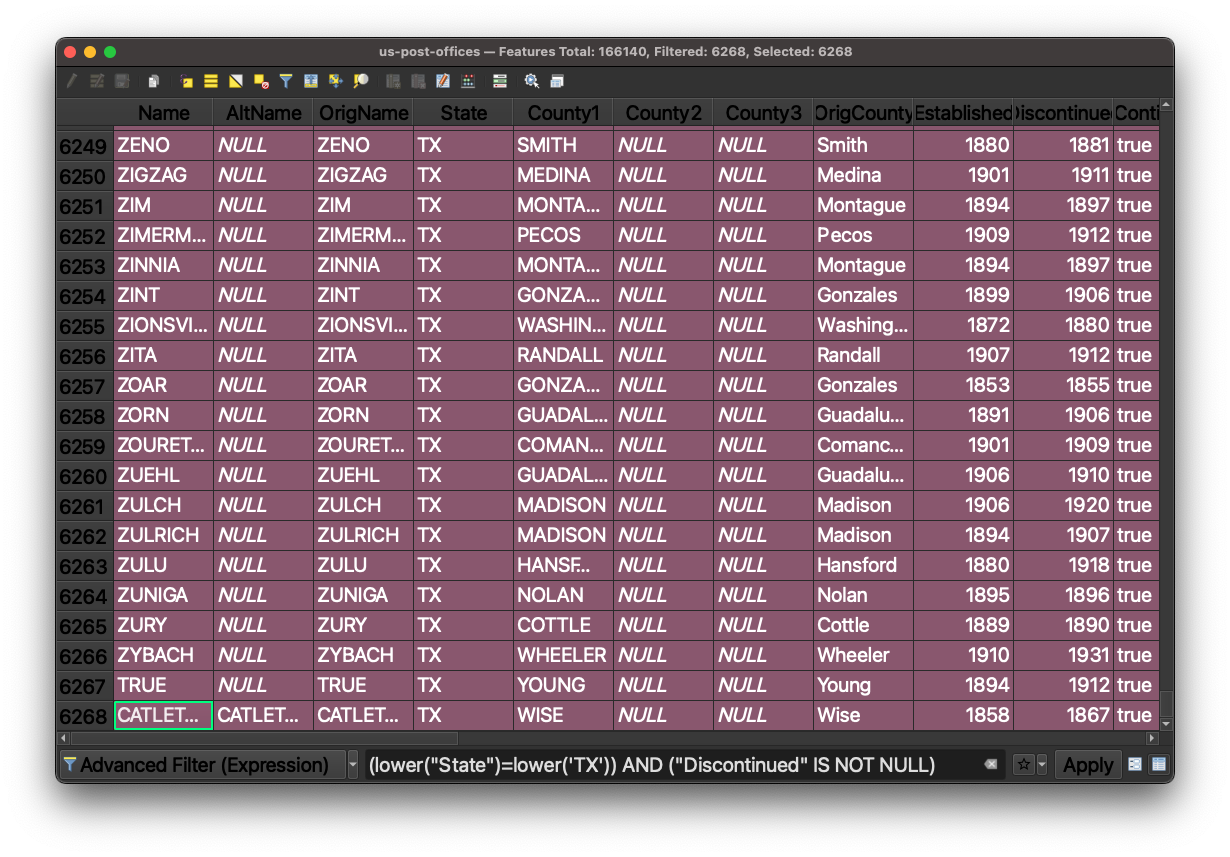 us-post-offices — Features Total: 166140, Filtered: 6268, Selected: 6268
Name AltName OrigName State County1 County2 County3 OrigCounty Established Discontinue Conti
6249 ZENO NULL ZENO TX SMITH NULL NULL Smith 1880 1881 true
6250 ZIGZAG NULL ZIGZAG TX MEDINA NULL NULL Medina 1901 1911 true
6251 ZIM NULL ZIM TX MONTA... NULL NULL Montague 1894 1897 true
6252 ZIMERM... NULL ZIMERM... TX PECOS NULL NULL Pecos 1909 1912 true
6253 ZINNIA NULL ZINNIA TX MONTA... NULL NULL Montague 1894 1897 true
6254 ZINT NULL ZINT TX GONZA... NULL NULL Gonzales 1899 1906 true
6255 ZIONSVI... NULL ZIONSVI... TX WASHIN... NULL NULL Washing... 1872 1880 true
6256 ZITA NULL ZITA TX RANDALL NULL NULL Randall 1907 1912 true
6257 ZOAR NULL ZOAR TX GONZA... NULL NULL Gonzales 1853 1855 true
6258 ZORN NULL ZORN TX GUADAL... NULL NULL Guadalu... 1891 1906 true
6259 ZOURET... NULL ZOURET... TX COMAN... NULL NULL Comanc... 1901 1909 true
6260 ZUEHL NULL ZUEHL TX GUADAL... NULL NULL Guadalu... 1906 1910 true
6261 ZULCH NULL ZULCH TX MADISON NULL NULL Madison 1906 1920 true
6262 ZULRICH NULL ZULRICH TX MADISON NULL NULL Madison 1894 1907 true
6263 ZULU NULL ZULU TX HANSF... NULL NULL Hansford 1880 1918 true
6264 ZUNIGA NULL ZUNIGA TX NOLAN NULL NULL Nolan 1895 1896 true
6265 ZURY NULL ZURY TX COTTLE NULL NULL Cottle 1889 1890 true
6266 ZYBACH NULL ZYBACH TX WHEELER NULL NULL Wheeler 1910 1931 true
6267 TRUE NULL TRUE TX YOUNG NULL NULL Young 1894 1912 true
6268 CATLET... CATLET... CATLET... TX WISE NULL NULL Wise 1858 1867 true
Advanced Filter (Expression) (lower("State")=lower('TX')) AND ("Discontinued" IS NOT NULL) Apply